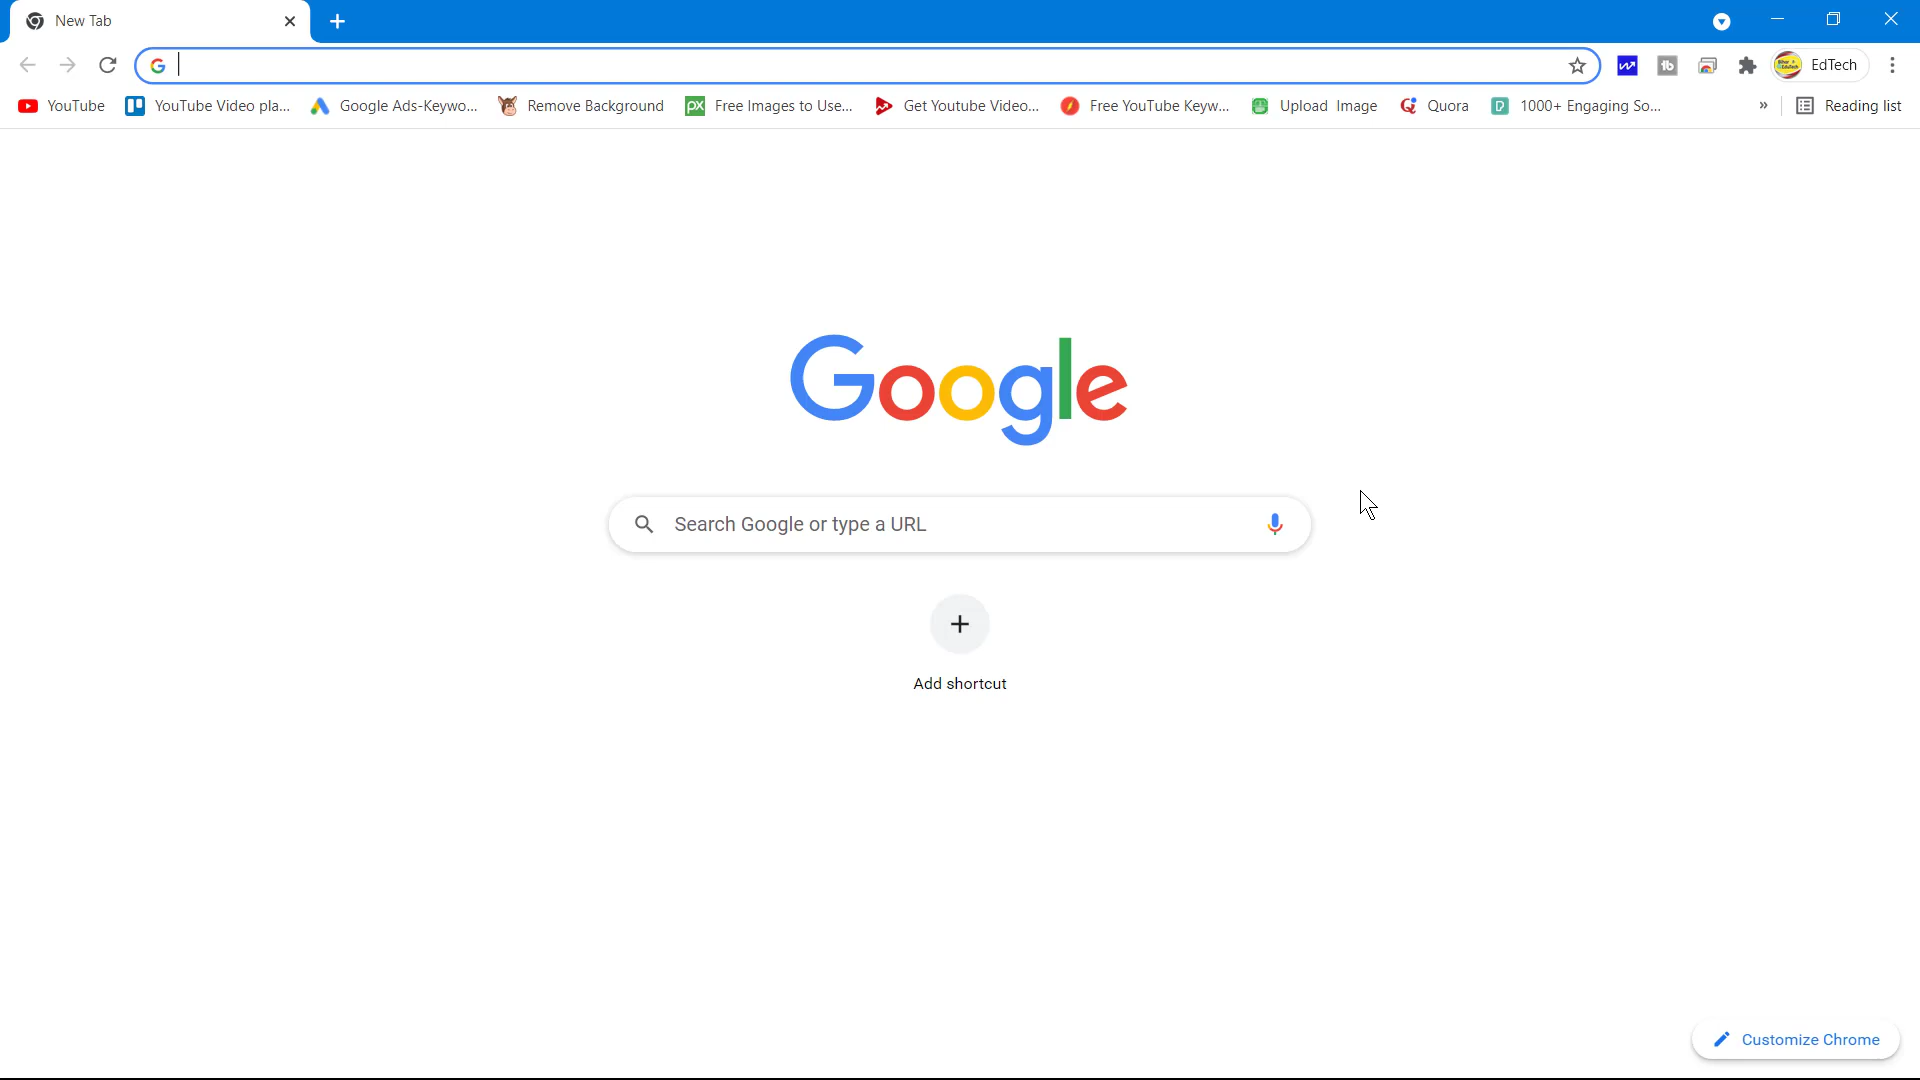 New Tab
EdTech
YouTube
YouTube Video pla...
Google Ads-Keywo...
Remove Background
Free Images to Use...
Get Youtube Video...
Free YouTube Keyw...
Upload Image
Quora
1000+ Engaging So...
»
Reading list
Google
Search Google or type a URL
Add shortcut
Customize Chrome